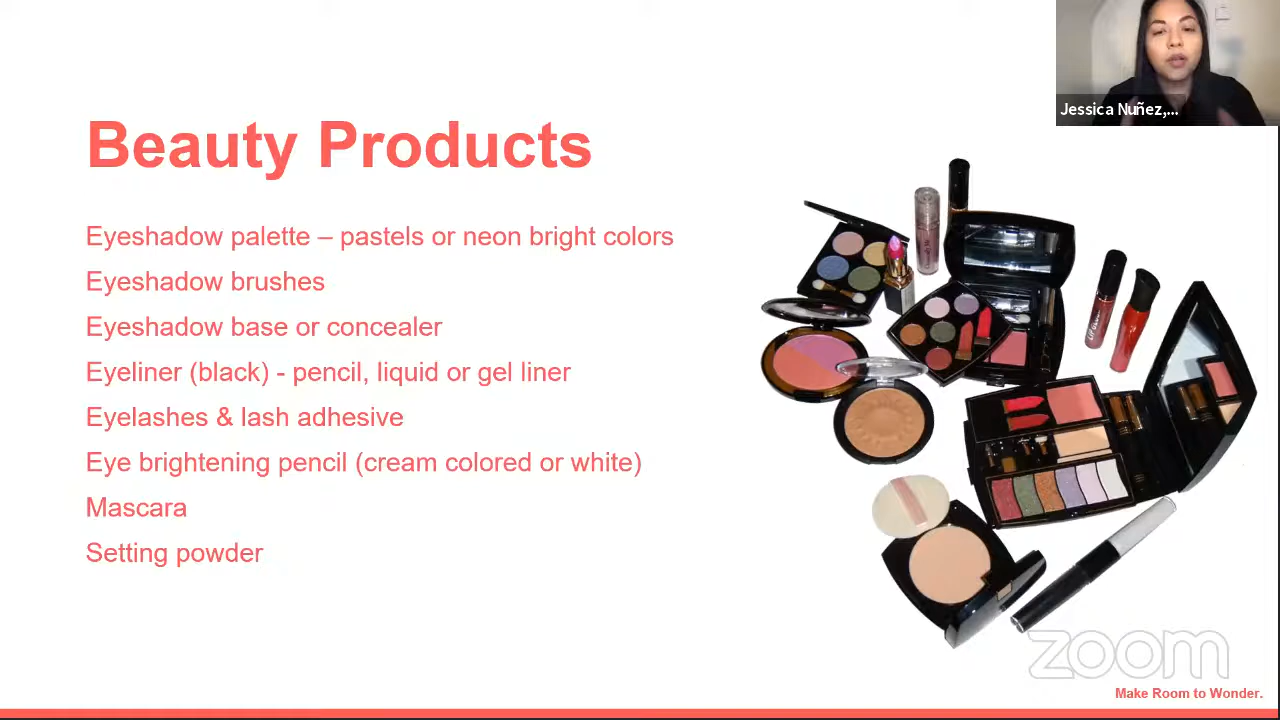 Jessica Nuñez,...
Beauty Products
Eyeshadow palette – pastels or neon bright colors
Eyeshadow brushes
Eyeshadow base or concealer
Eyeliner (black) - pencil, liquid or gel liner
Eyelashes & lash adhesive
Eye brightening pencil (cream colored or white)
Mascara
Setting powder
zoom
Make Room to Wonder.